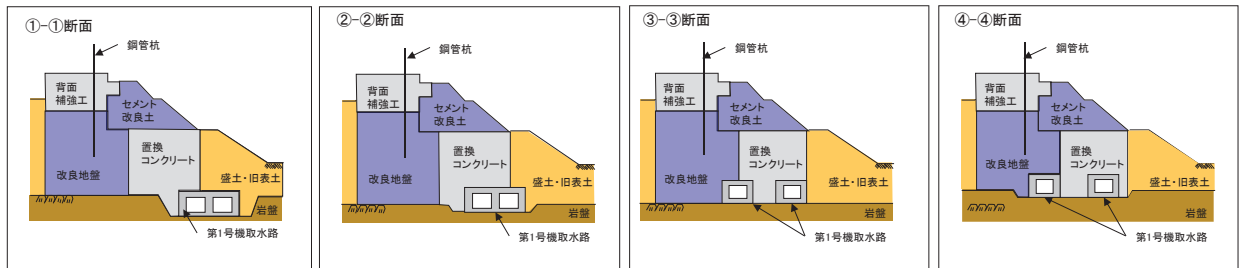 ①-①断面
鋼管杭
背面
補強工
セメント
改良土
置換
コンクリート
改良地盤
盛土・旧表土
岩盤
第1号機取水路
②-②断面
鋼管杭
背面
補強工
セメント
改良土
置換
コンクリート
改良地盤
盛土・旧表土
岩盤
第1号機取水路
③-③断面
鋼管杭
背面
補強工
セメント
改良土
置換
コンクリート
改良地盤
盛土・旧表土
岩盤
第1号機取水路
④-④断面
鋼管杭
背面
補強工
セメント
改良土
置換
コンクリート
改良地盤
盛土・旧表土
岩盤
第1号機取水路